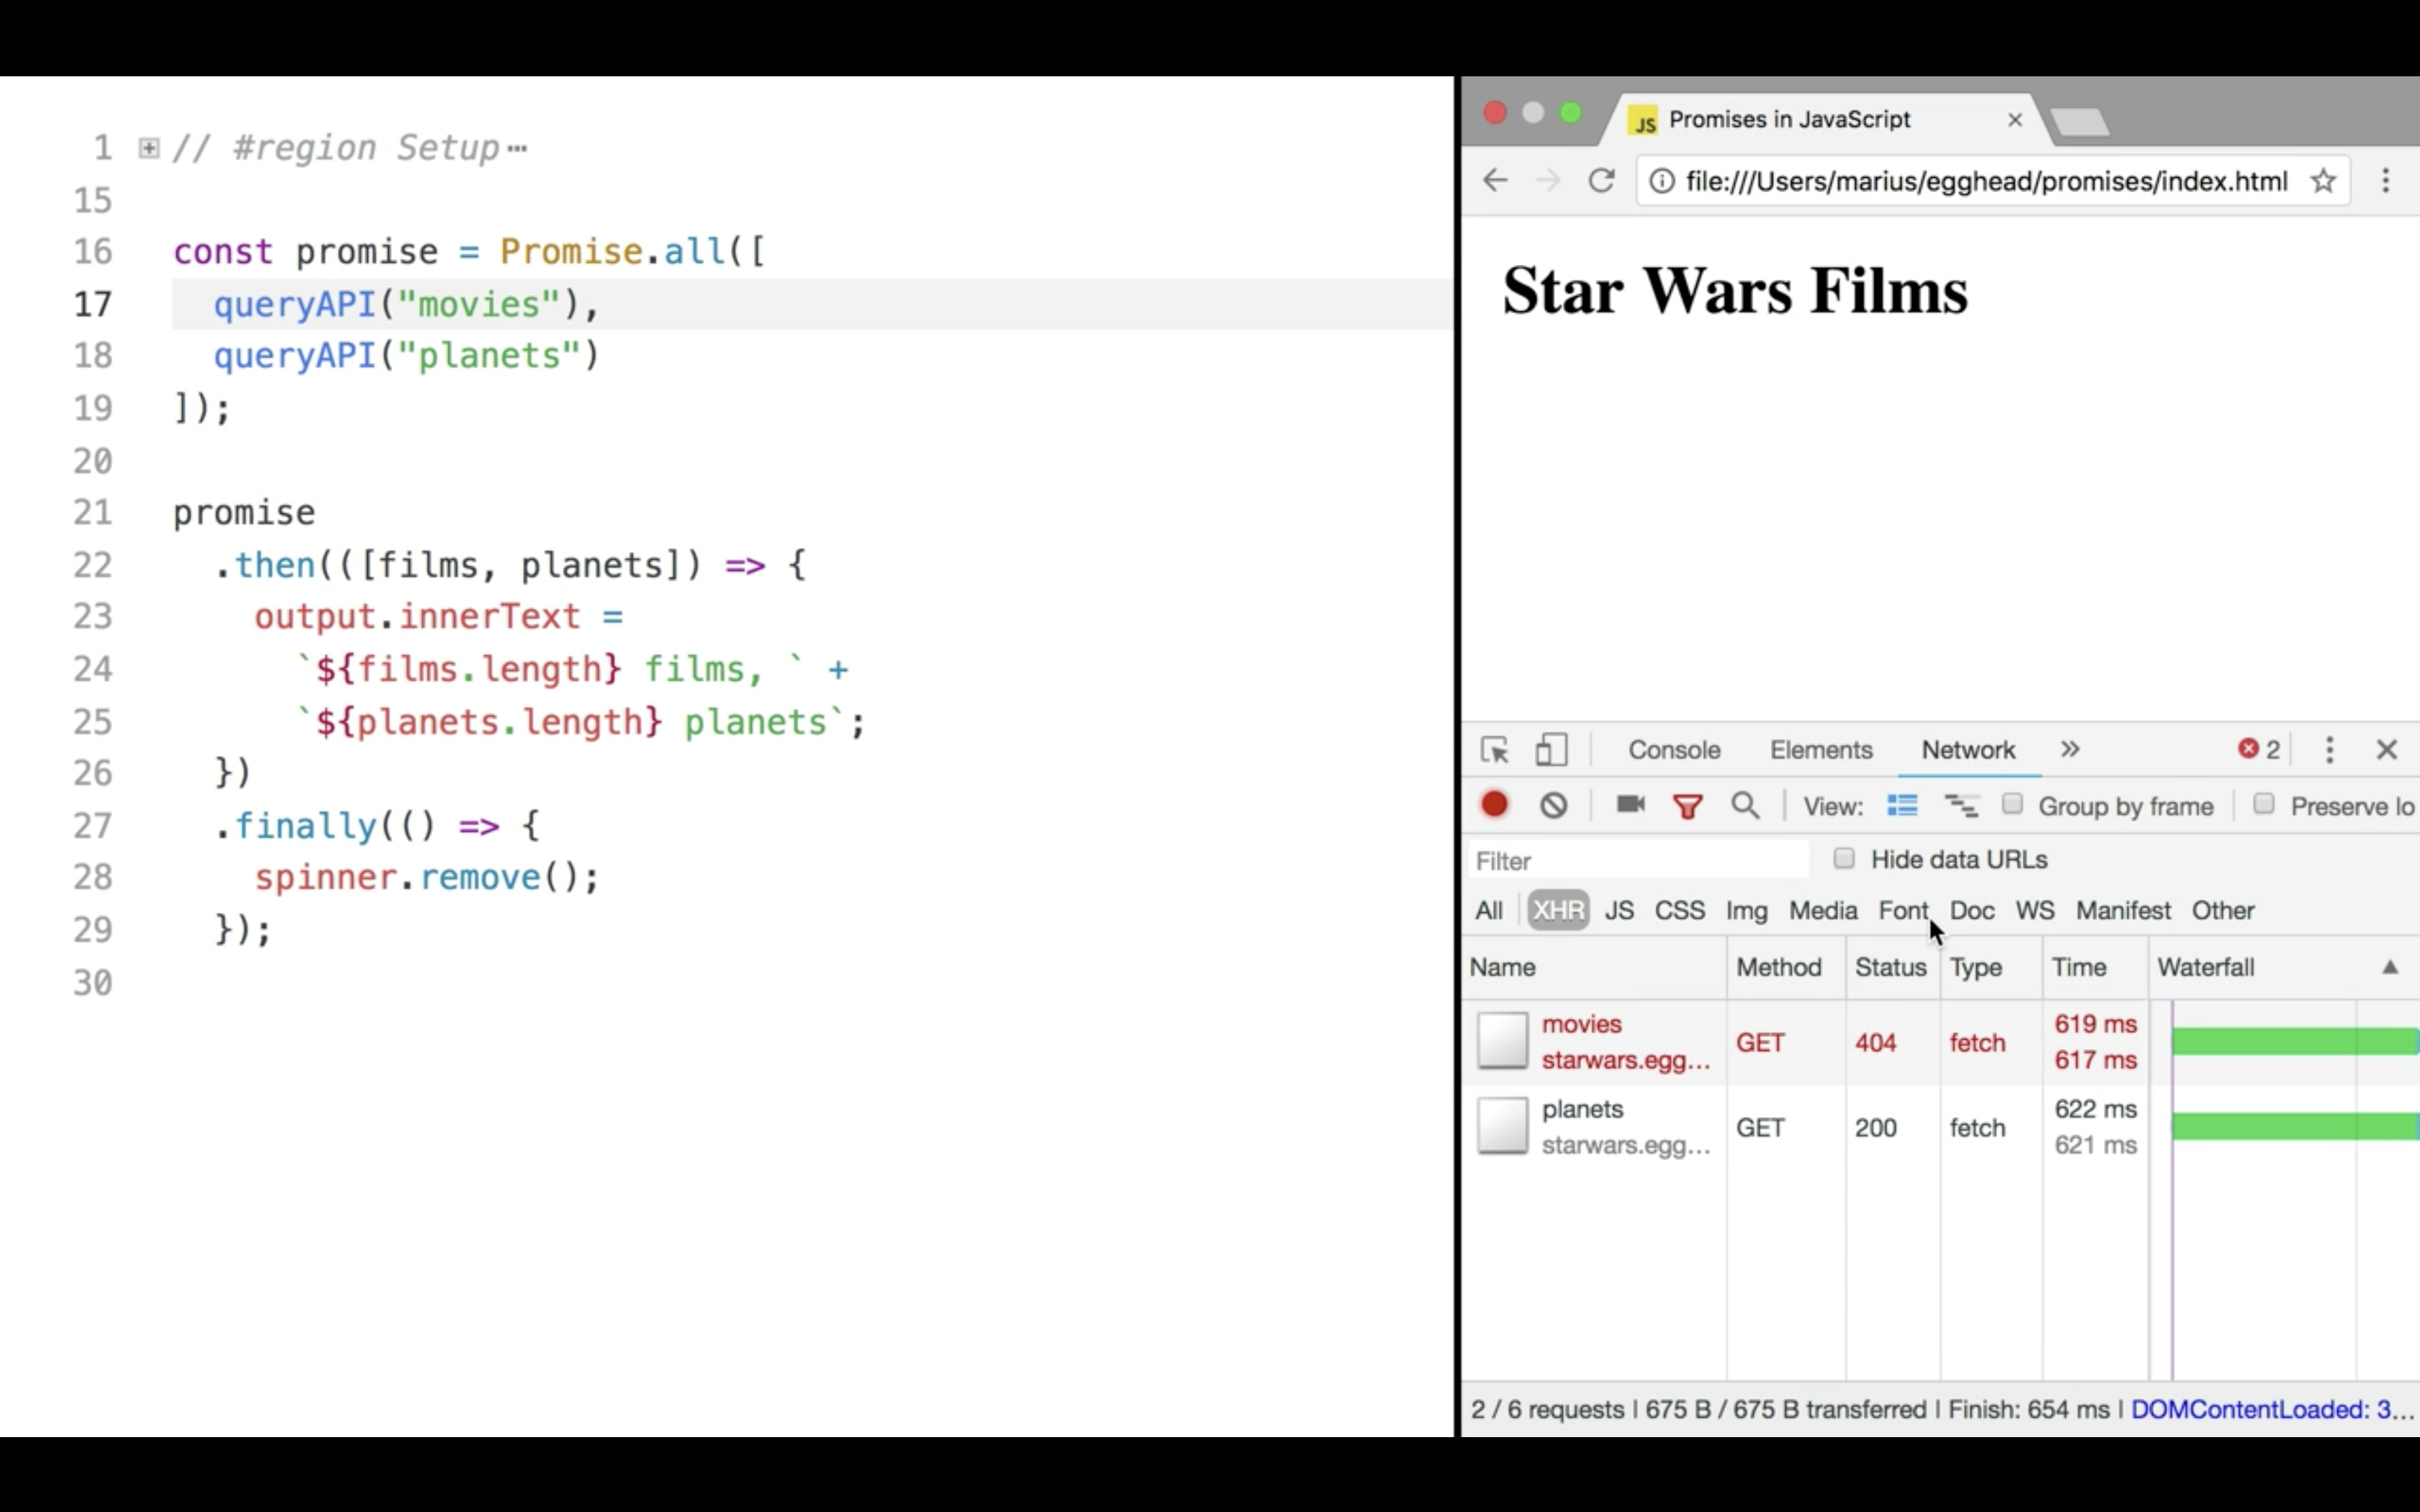 1 // #region Setup⋯
15
16 const promise = Promise.all([
17 queryAPI("movies"),
18 queryAPI("planets")
19 ]);
20
21 promise
22 .then(([films, planets]) => {
23 output.innerText =
24 `${films.length} films, ` +
25 `${planets.length} planets`;
26 })
27 .finally(() => {
28 spinner.remove();
29 });
30
JS Promises in JavaScript
file:///Users/marius/egghead/promises/index.html
Star Wars Films
Console Elements Network » 2
View: Group by frame Preserve lo
Filter Hide data URLs
All XHR JS CSS Img Media Font Doc WS Manifest Other
Name Method Status Type Time Waterfall
movies 619 ms
GET 404 fetch
starwars.egg... 617 ms
planets 622 ms
GET 200 fetch
starwars.egg... 621 ms
2 / 6 requests | 675 B / 675 B transferred | Finish: 654 ms | DOMContentLoaded: 3...